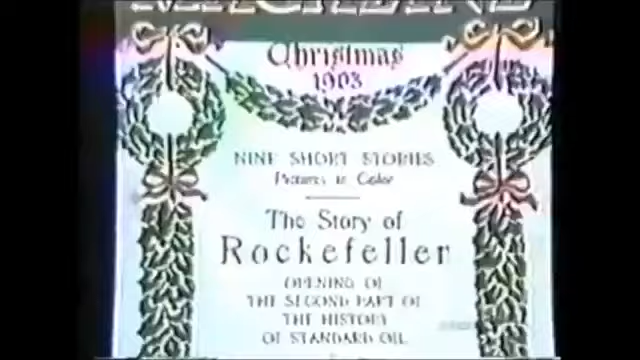 MAGAZINE
Christmas
1903
NINE SHORT STORIES
Pictures in Color
The Story of
Rockefeller
OPENING OF
THE SECOND PART OF
THE HISTORY
OF STANDARD OIL